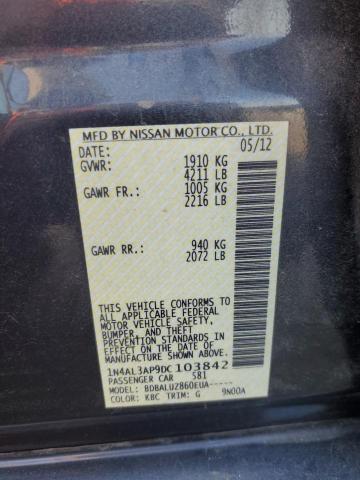 MFD BY NISSAN MOTOR CO., LTD.
DATE: 05/12
GVWR: 1910 KG
4211 LB
GAWR FR.: 1005 KG
2216 LB
GAWR RR.: 940 KG
2072 LB
THIS VEHICLE CONFORMS TO
ALL APPLICABLE FEDERAL
MOTOR VEHICLE SAFETY,
BUMPER, AND THEFT
PREVENTION STANDARDS IN
EFFECT ON THE DATE OF
MANUFACTURE SHOWN ABOVE.
1N4AL3AP9DC103842
PASSENGER CAR 581
MODEL: BDBALUZ860EUA-----
COLOR: KBC TRIM: G 9N00A